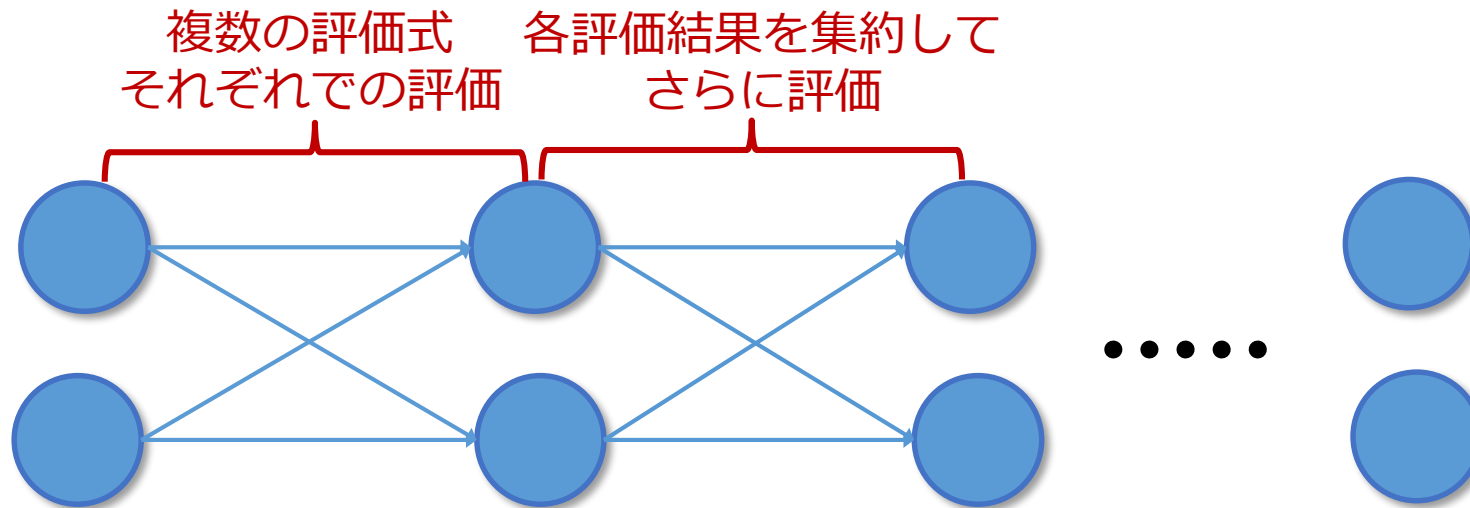 複数の評価式
それぞれでの評価
各評価結果を集約して
さらに評価